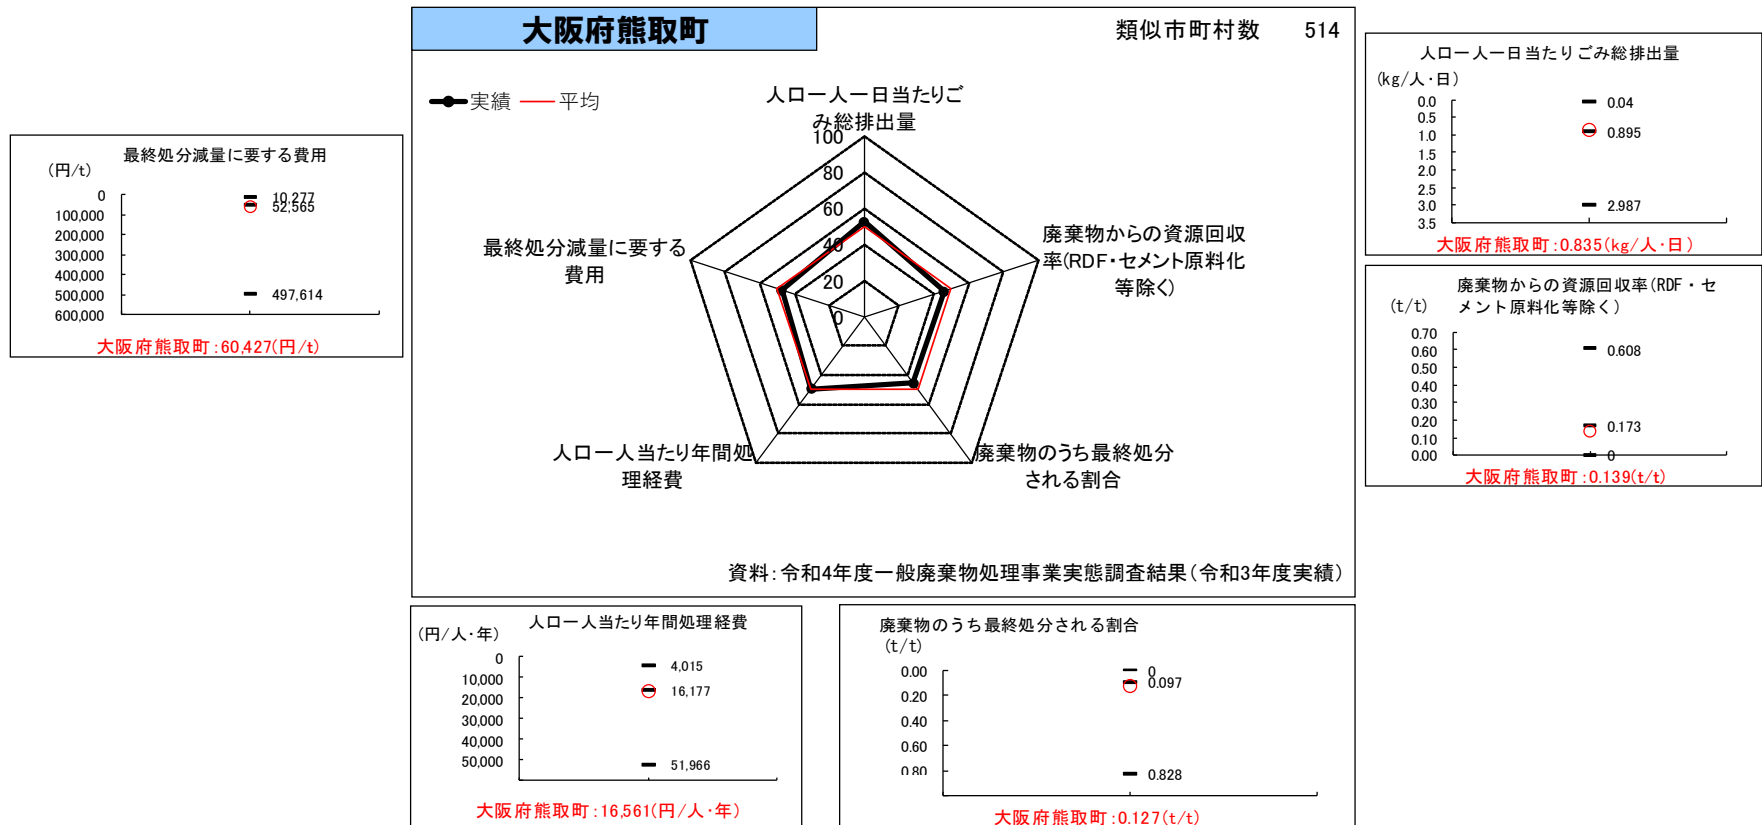 大阪府熊取町
類似市町村数 514
実績 平均
人口一人一日当たりご
み総排出量
100
80
60
40
20
0
廃棄物からの資源回収
率(RDF・セメント原料化
等除く)
廃棄物のうち最終処分
される割合
人口一人当たり年間処
理経費
最終処分減量に要する
費用
資料:令和4年度一般廃棄物処理事業実態調査結果(令和3年度実績)
最終処分減量に要する費用
(円/t)
0
100,000
200,000
300,000
400,000
500,000
600,000
10,277
52,565
497,614
大阪府熊取町:60,427(円/t)
人口一人一日当たりごみ総排出量
(kg/人・日)
0.0
0.5
1.0
1.5
2.0
2.5
3.0
3.5
0.04
0.895
2.987
大阪府熊取町:0.835(kg/人・日)
廃棄物からの資源回収率(RDF・セ
メント原料化等除く)
(t/t)
0.70
0.60
0.50
0.40
0.30
0.20
0.10
0.00
0.608
0.173
0
大阪府熊取町:0.139(t/t)
人口一人当たり年間処理経費
(円/人・年)
0
10,000
20,000
30,000
40,000
50,000
4,015
16,177
51,966
大阪府熊取町:16,561(円/人・年)
廃棄物のうち最終処分される割合
(t/t)
0.00
0.20
0.40
0.60
0.80
0
0.097
0.828
大阪府熊取町:0.127(t/t)